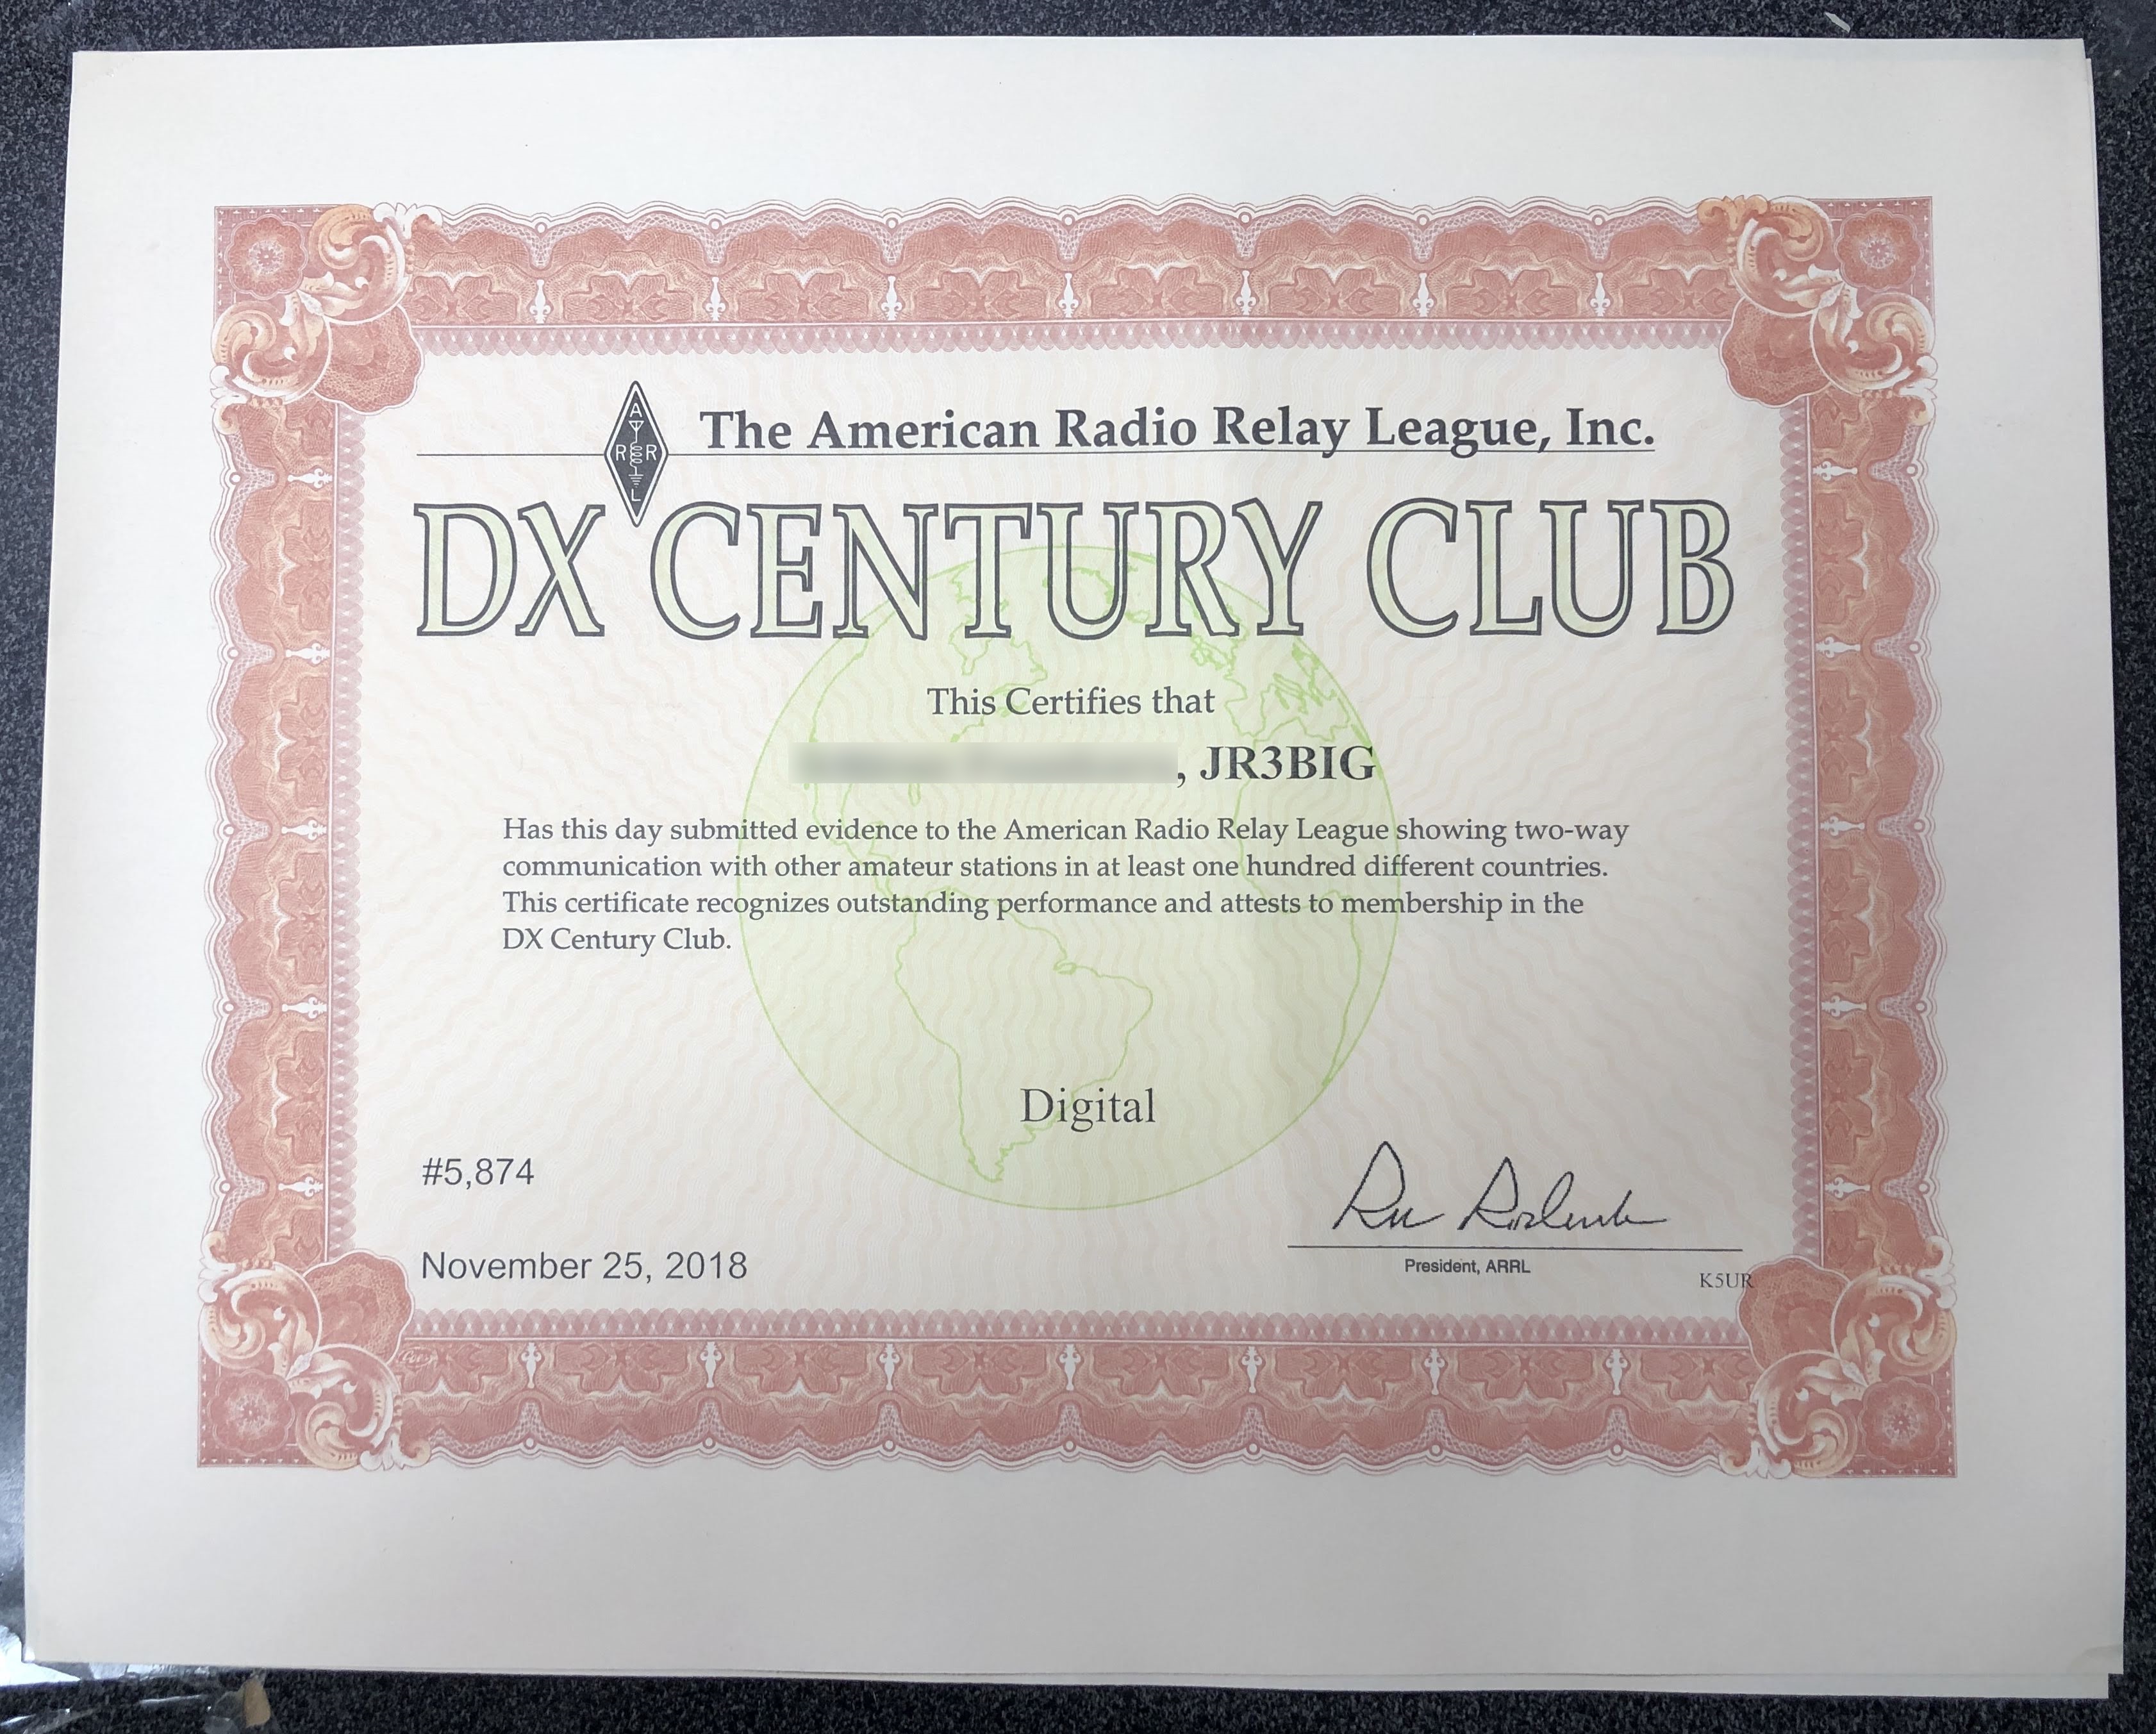 A
R R
L
The American Radio Relay League, Inc.
DX CENTURY CLUB
This Certifies that
, JR3BIG
Has this day submitted evidence to the American Radio Relay League showing two-way
communication with other amateur stations in at least one hundred different countries.
This certificate recognizes outstanding performance and attests to membership in the
DX Century Club.
Digital
#5,874
November 25, 2018
President, ARRL
K5UR